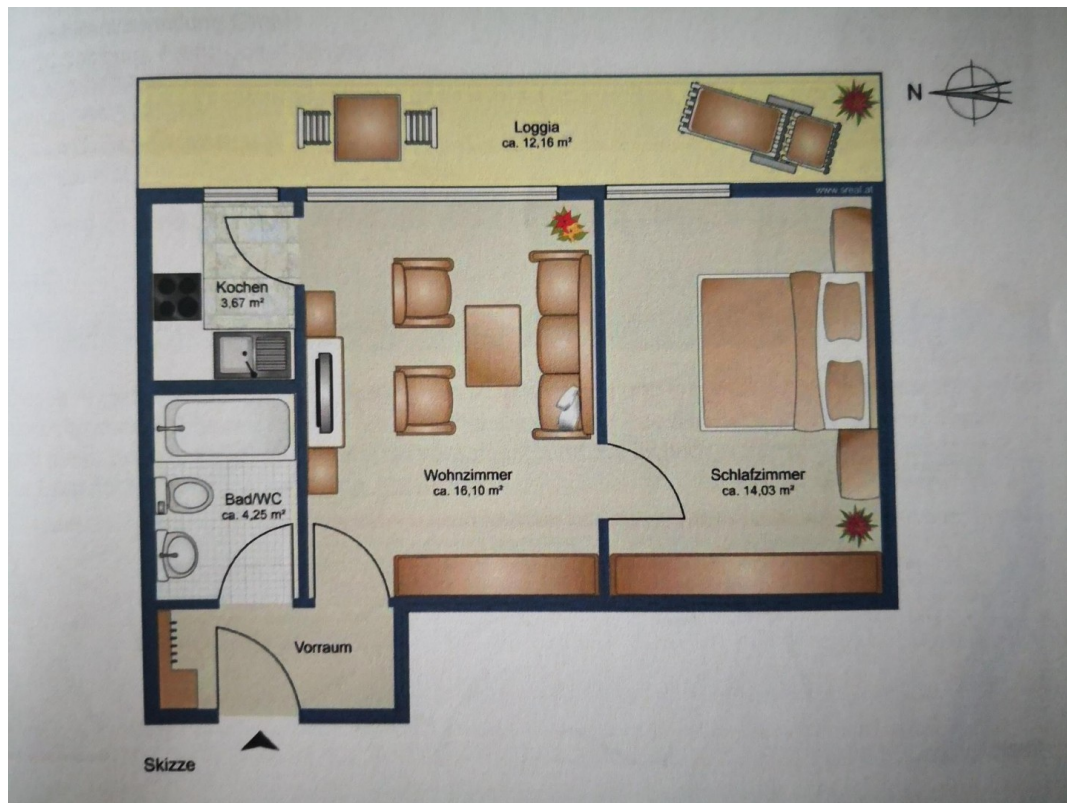 N
Loggia
ca. 12,16 m²
www.sreal.at
Kochen
3,67 m²
Wohnzimmer
ca. 16,10 m²
Schlafzimmer
ca. 14,03 m²
Bad/WC
ca. 4,25 m²
Vorraum
Skizze